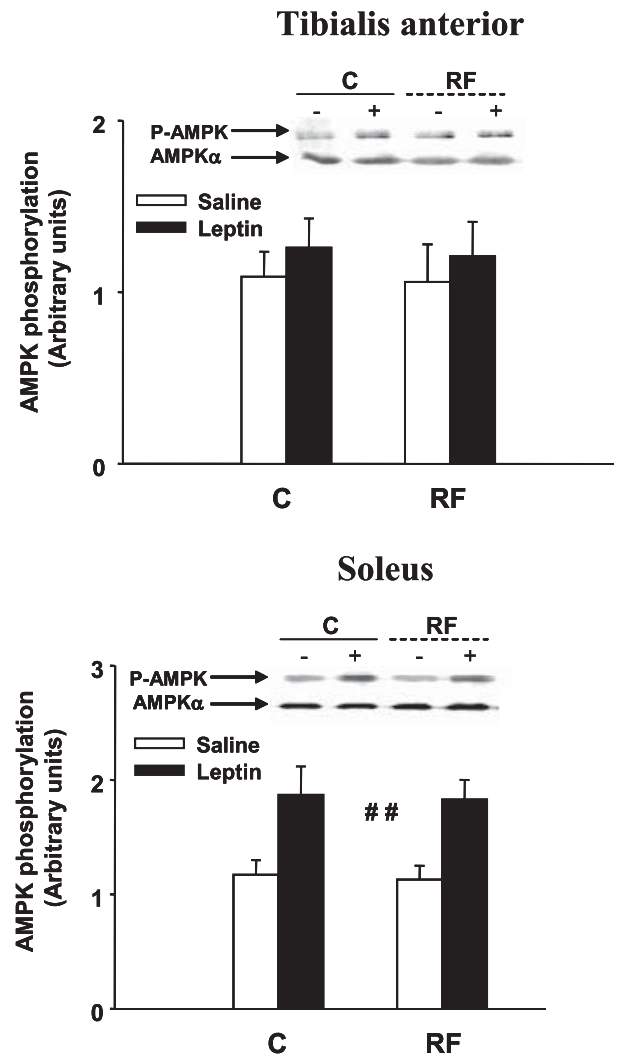 Tibialis anterior
C RF
- + - +
P-AMPK
AMPKα
2
Saline
Leptin
1
0
AMPK phosphorylation
(Arbitrary units)
C RF
Soleus
C RF
- + - +
P-AMPK
AMPKα
3
Saline
Leptin
2
##
1
0
AMPK phosphorylation
(Arbitrary units)
C RF